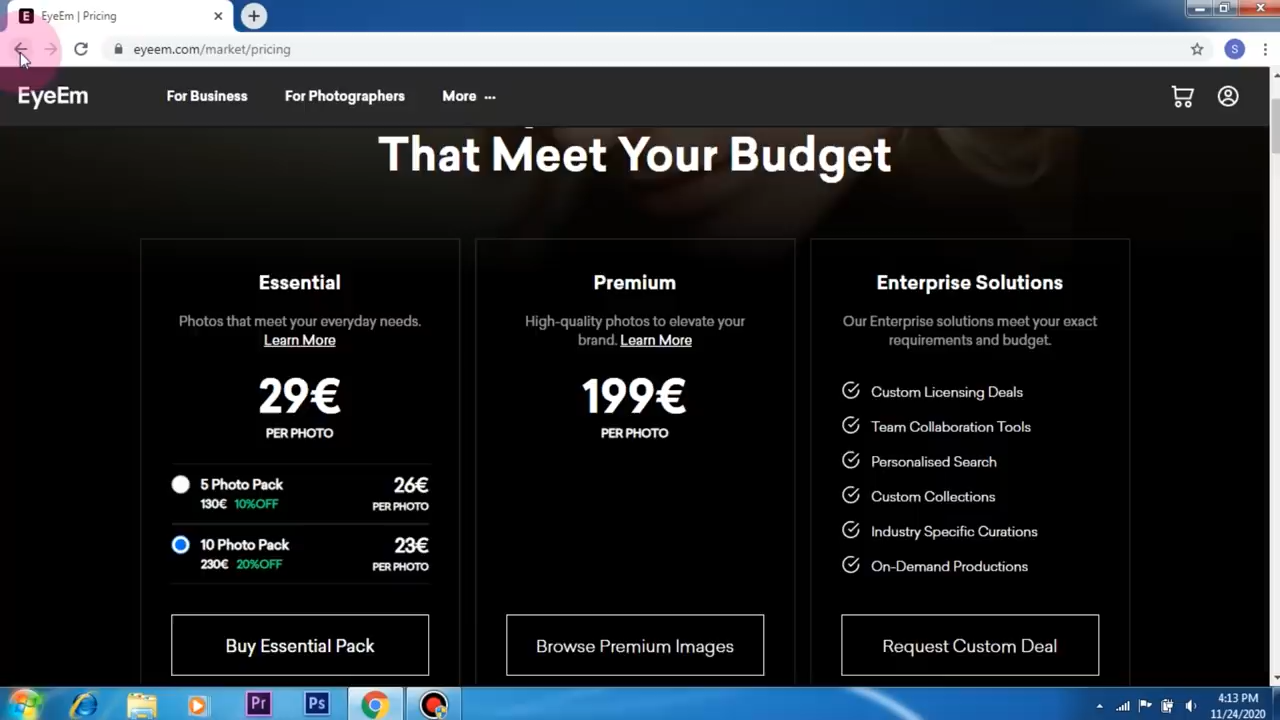 EyeEm | Pricing
eyeem.com/market/pricing
S
EyeEm
For Business
For Photographers
More ...
That Meet Your Budget
Essential
Photos that meet your everyday needs.
Learn More
29€
PER PHOTO
5 Photo Pack
26€
130€ 10%OFF
PER PHOTO
10 Photo Pack
23€
230€ 20%OFF
PER PHOTO
Buy Essential Pack
Premium
High-quality photos to elevate your
brand. Learn More
199€
PER PHOTO
Browse Premium Images
Enterprise Solutions
Our Enterprise solutions meet your exact
requirements and budget.
Custom Licensing Deals
Team Collaboration Tools
Personalised Search
Custom Collections
Industry Specific Curations
On-Demand Productions
Request Custom Deal
Pr
Ps
4:13 PM
11/24/2020